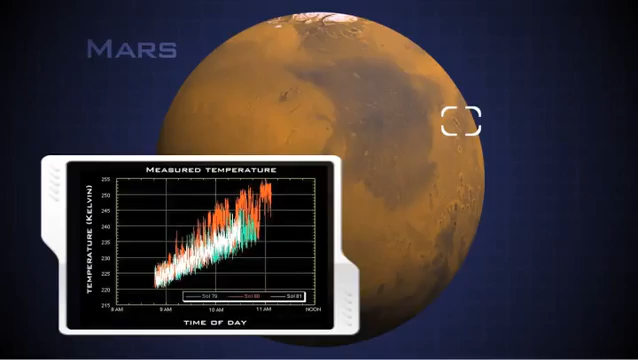 Mars
Measured temperature
temperature (Kelvin)
255
250
245
240
235
230
225
220
215
Sol 79 Sol 80 Sol 81
8 AM 9 AM 10 AM 11 AM NOON
time of day